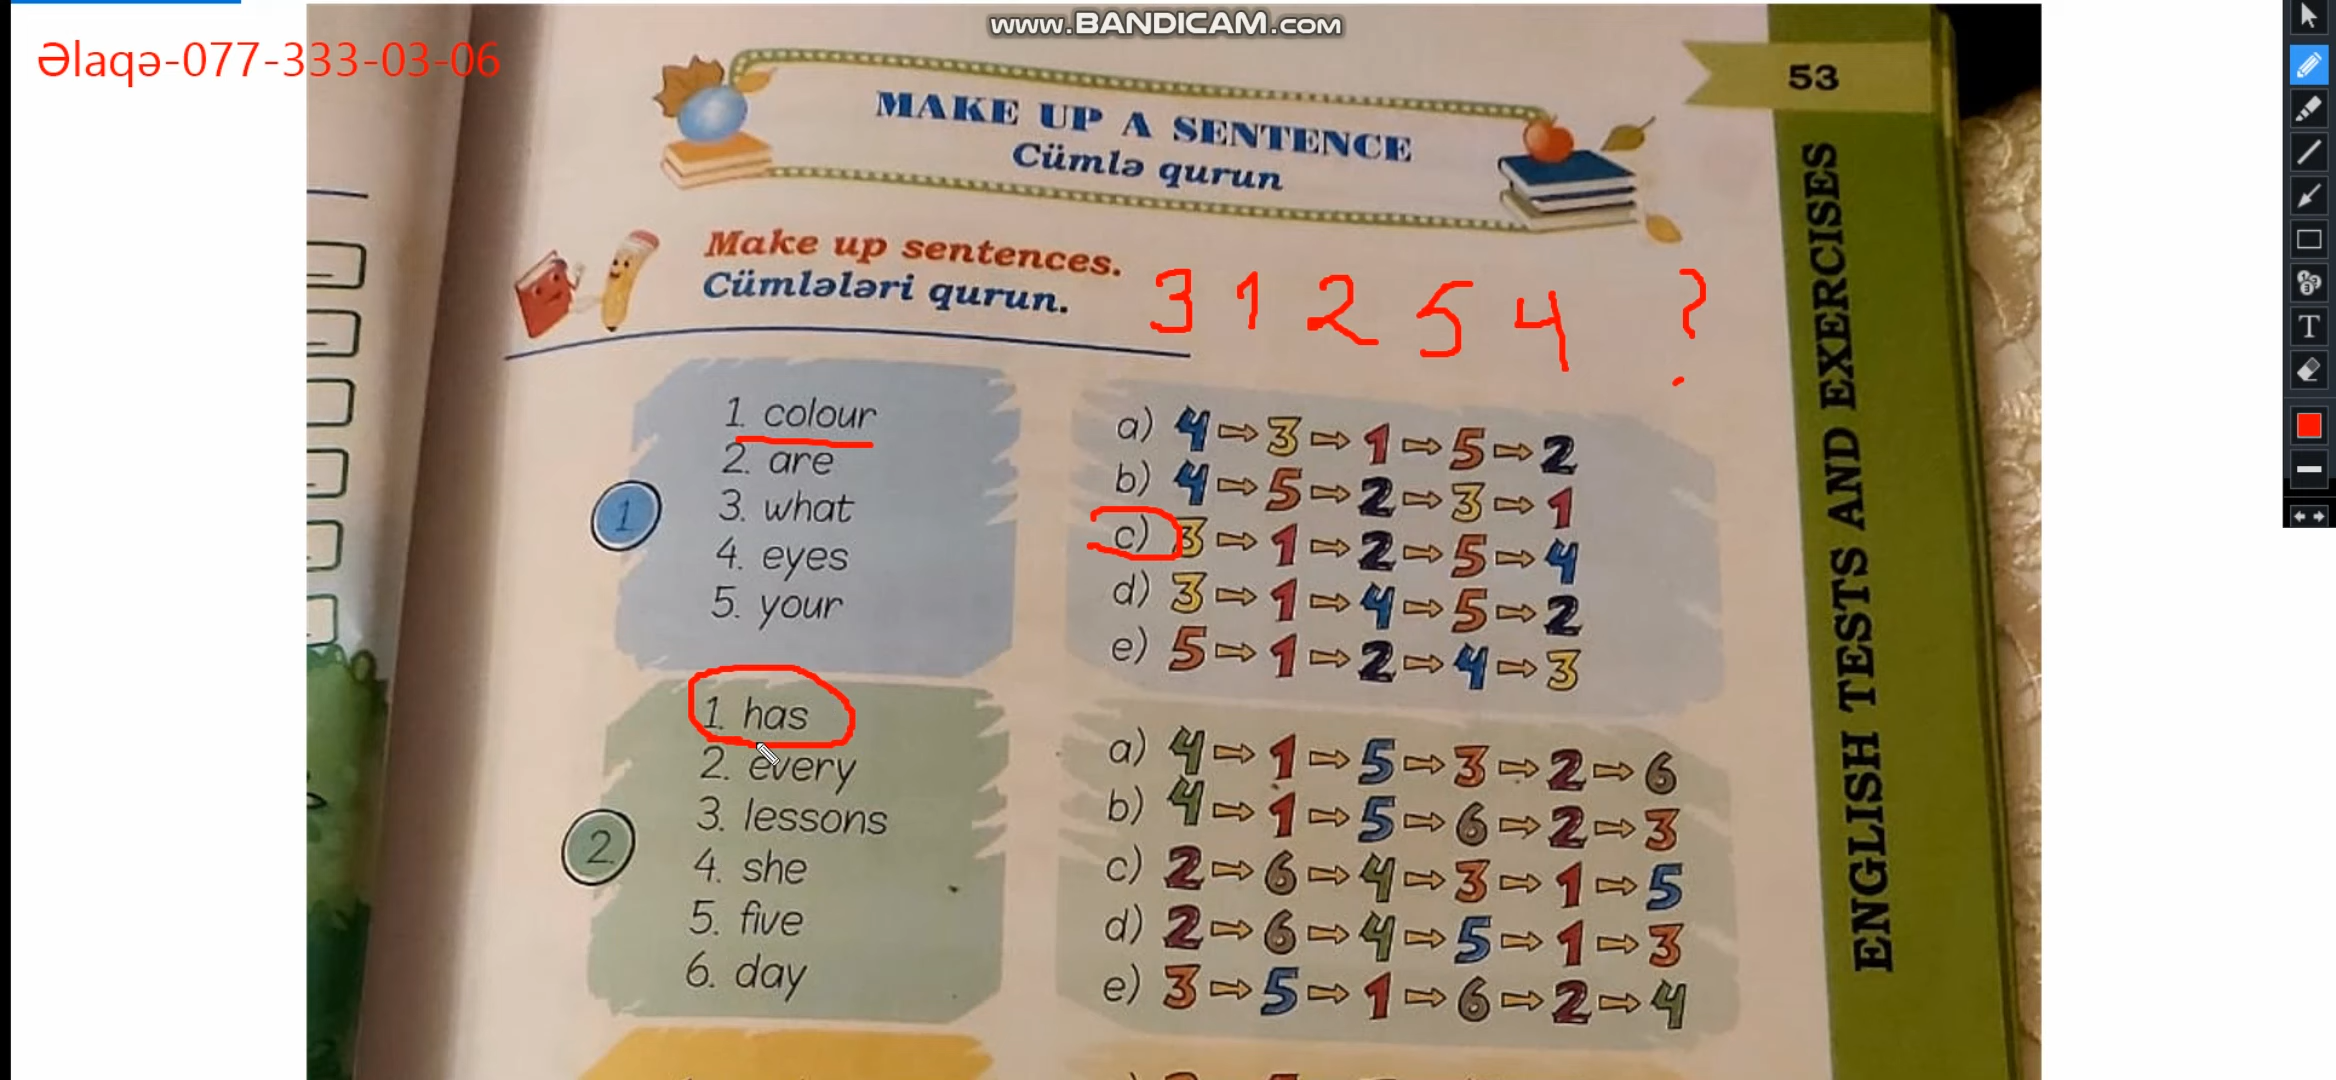 www.BANDICAM.com
Əlaqə-077-333-03-06
53
MAKE UP A SENTENCE
Cümlə qurun
ENGLISH TESTS AND EXERCISES
Make up sentences.
Cümlələri qurun.
3 1 2 5 4 ?
1
1. colour
2. are
3. what
4. eyes
5. your
a) 4→3→1→5→2
b) 4→5→2→3→1
c) 3→1→2→5→4
d) 3→1→4→5→2
e) 5→1→2→4→3
2.
1. has
2. every
3. lessons
4. she
5. five
6. day
a) 4→1→5→3→2→6
b) 4→1→5→6→2→3
c) 2→6→4→3→1→5
d) 2→6→4→5→1→3
e) 3→5→1→6→2→4